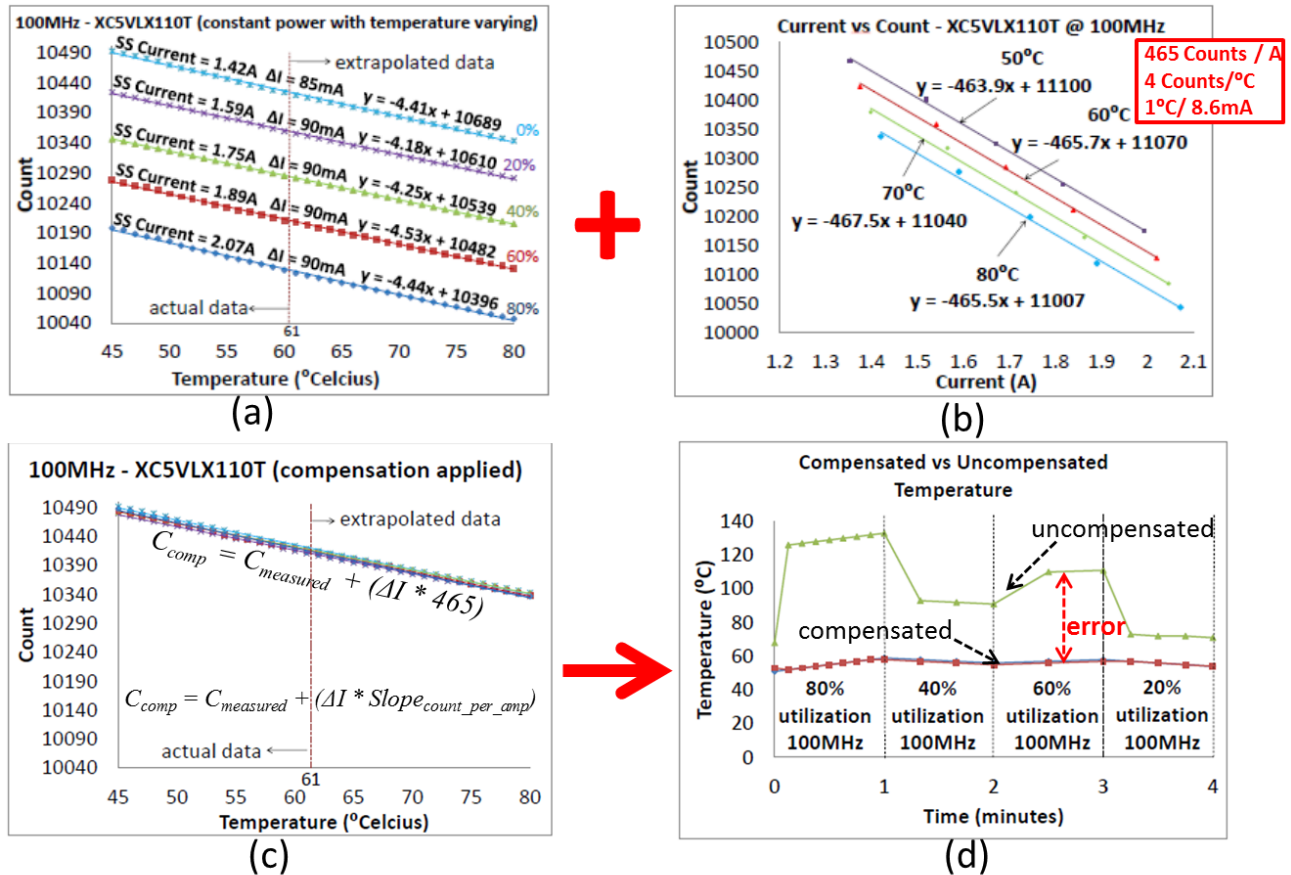 100MHz - XC5VLX110T (constant power with temperature varying)
10490
10440
10390
10340
10290
10240
10190
10140
10090
10040
Count
SS Current = 1.42A ΔI = 85mA y = -4.41x + 10689
0%
SS Current = 1.59A ΔI = 90mA y = -4.18x + 10610
20%
SS Current = 1.75A ΔI = 90mA y = -4.25x + 10539
40%
SS Current = 1.89A ΔI = 90mA y = -4.53x + 10482
60%
SS Current = 2.07A ΔI = 90mA y = -4.44x + 10396
80%
extrapolated data
actual data
61
45 50 55 60 65 70 75 80
Temperature (⁰Celcius)
(a)
Current vs Count - XC5VLX110T @ 100MHz
465 Counts / A
4 Counts/ºC
1ºC/ 8.6mA
10500
10450
10400
10350
10300
10250
10200
10150
10100
10050
10000
Count
50⁰C
y = -463.9x + 11100
60⁰C
y = -465.7x + 11070
70⁰C
y = -467.5x + 11040
80⁰C
y = -465.5x + 11007
1.2 1.3 1.4 1.5 1.6 1.7 1.8 1.9 2 2.1
Current (A)
(b)
100MHz - XC5VLX110T (compensation applied)
10490
10440
10390
10340
10290
10240
10190
10140
10090
10040
Count
extrapolated data
C_comp = C_measured + (ΔI * 465)
C_comp = C_measured + (ΔI * Slope_count_per_amp)
actual data
61
45 50 55 60 65 70 75 80
Temperature (⁰Celcius)
(c)
Compensated vs Uncompensated
Temperature
140
120
100
80
60
40
20
0
Temperature (⁰C)
uncompensated
compensated
error
80%
utilization
100MHz
40%
utilization
100MHz
60%
utilization
100MHz
20%
utilization
100MHz
0 1 2 3 4
Time (minutes)
(d)